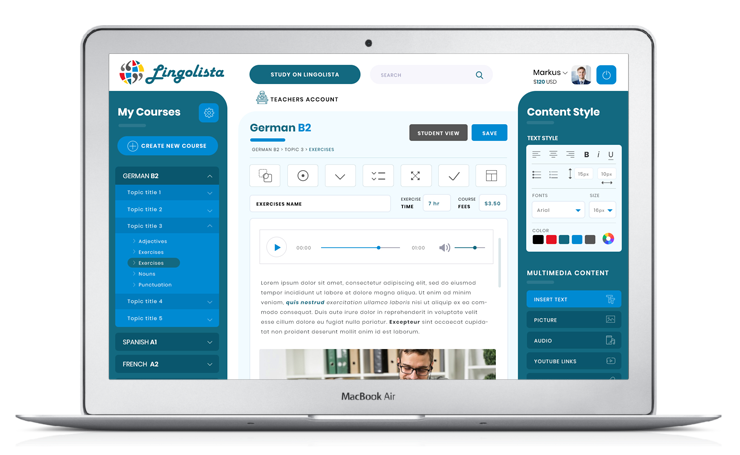 Lingolista
STUDY ON LINGOLISTA
SEARCH
Markus
$120 USD
TEACHERS ACCOUNT
My Courses
CREATE NEW COURSE
GERMAN B2
Topic title 1
Topic title 2
Topic title 3
Adjectives
Exercises
Exercises
Nouns
Punctuation
Topic title 4
Topic title 5
SPANISH A1
FRENCH A2
German B2
STUDENT VIEW
SAVE
GERMAN B2 > TOPIC 3 > EXERCISES
EXERCISES NAME
EXERCISE TIME
7 hr
COURSE FEES
$3.50
00:00
01:00
Lorem ipsum dolor sit amet, consectetur adipiscing elit, sed do eiusmod
tempor incididunt ut labore et dolore magna aliqua. Ut enim ad minim
veniam, quis nostrud exercitation ullamco laboris nisi ut aliquip ex ea com-
modo consequat. Duis aute irure dolor in reprehenderit in voluptate velit
esse cillum dolore eu fugiat nulla pariatur. Excepteur sint occaecat cupida-
tat non proident deserunt mollit anim id est laborum.
Content Style
TEXT STYLE
B i U
15px
10px
FONTS
SIZE
Arial
16px
COLOR
MULTIMEDIA CONTENT
INSERT TEXT
PICTURE
AUDIO
YOUTUBE LINKS
MacBook Air